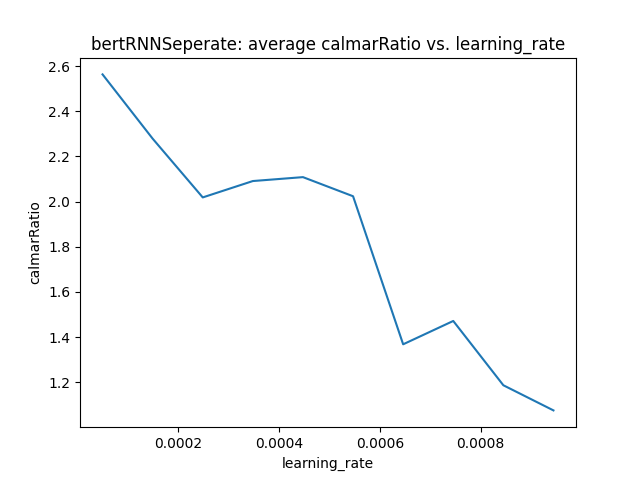 bertRNNSeperate: average calmarRatio vs. learning_rate
2.6
2.4
2.2
2.0
1.8
1.6
1.4
1.2
calmarRatio
0.0002 0.0004 0.0006 0.0008
learning_rate